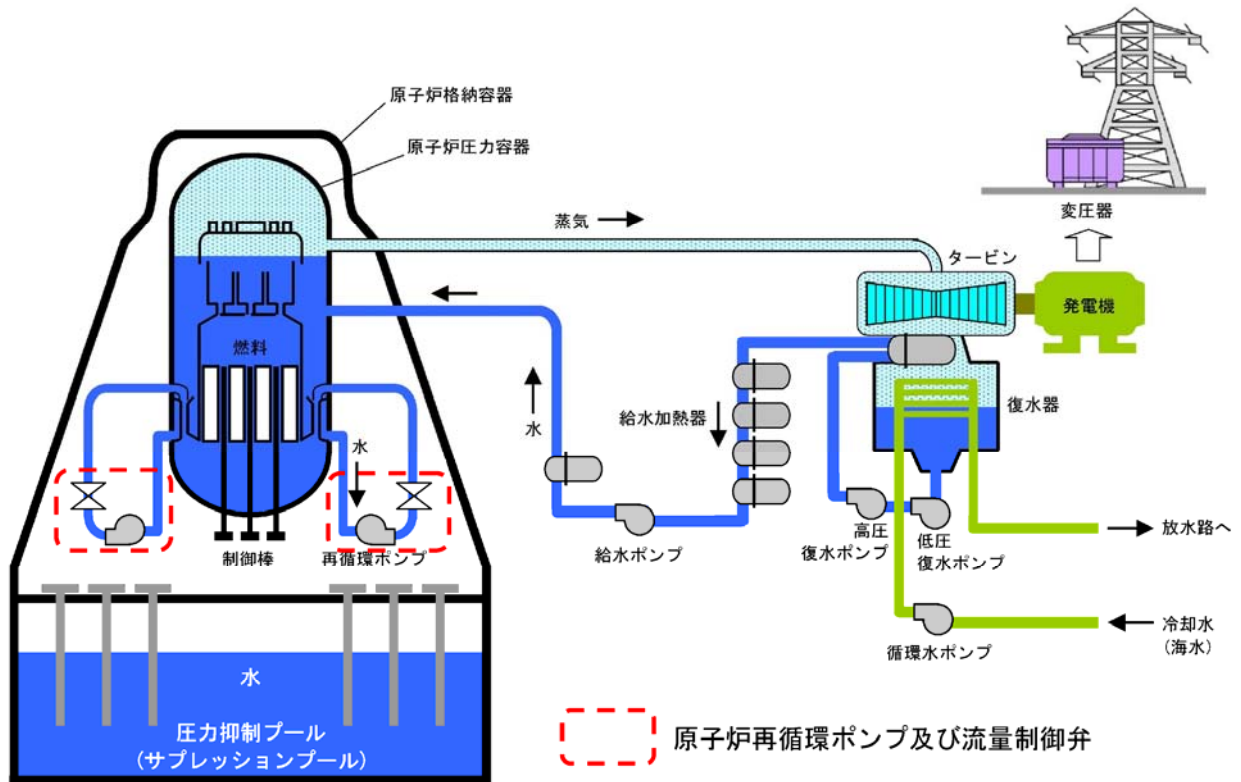 原子炉格納容器
原子炉圧力容器
蒸気
変圧器
タービン
発電機
燃料
給水加熱器
復水器
水
水
制御棒
再循環ポンプ
給水ポンプ
高圧
復水ポンプ
低圧
復水ポンプ
放水路へ
循環水ポンプ
冷却水
(海水)
水
圧力抑制プール
(サプレッションプール)
原子炉再循環ポンプ及び流量制御弁